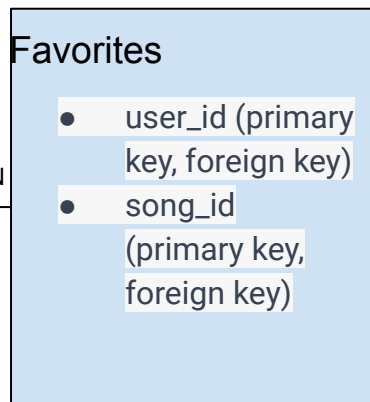 Favorites
● user_id (primary
key, foreign key)
● song_id
(primary key,
foreign key)